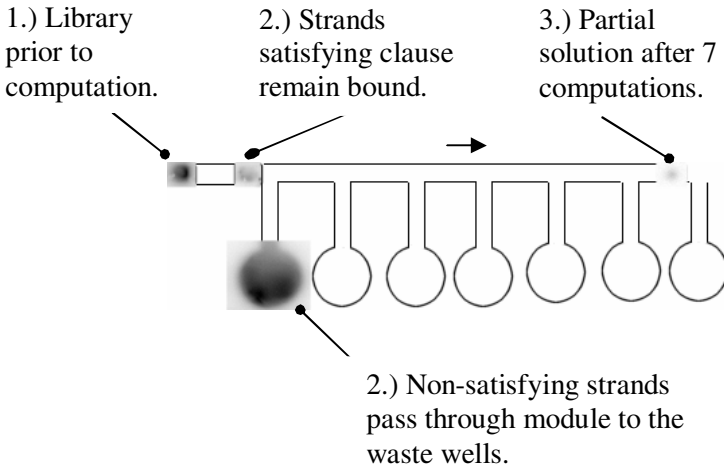 1.) Library
prior to
computation.
2.) Strands
satisfying clause
remain bound.
3.) Partial
solution after 7
computations.
2.) Non-satisfying strands
pass through module to the
waste wells.